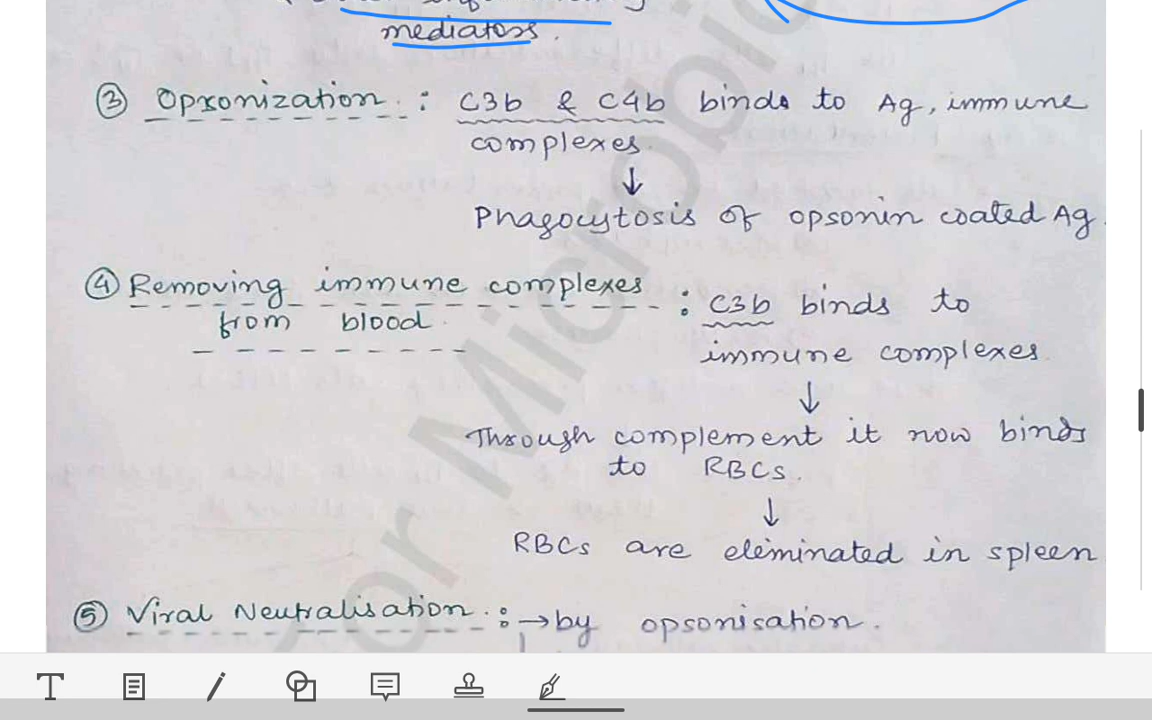 mediators.
③ Opsonization : C3b & C4b binds to Ag, immune
complexes.
↓
Phagocytosis of opsonin coated Ag.
④ Removing immune complexes
from blood : C3b binds to
immune complexes.
↓
Through complement it now binds
to RBCs.
↓
RBCs are eliminated in spleen
⑤ Viral Neutralisation : → by opsonisation.
or Microbio
T